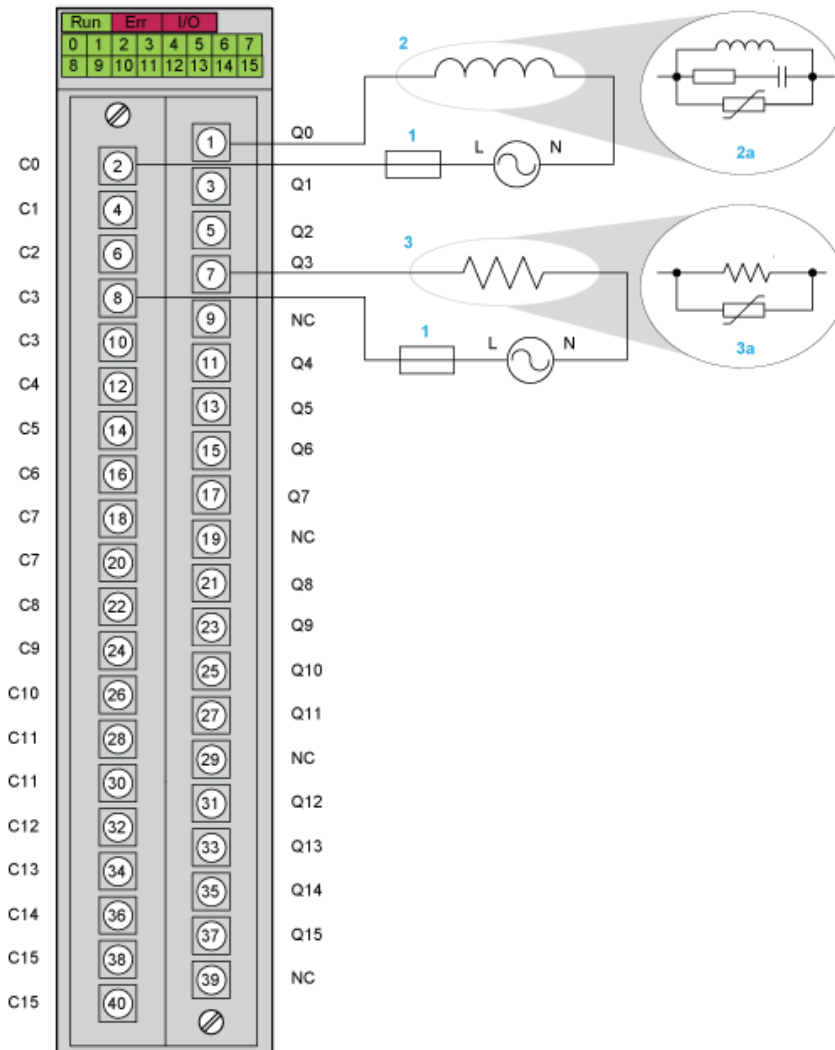 Run Err I/O
0 1 2 3 4 5 6 7
8 9 10 11 12 13 14 15
2
2a
1 Q0
C0 2 1 L N
3 Q1
C1 4
5 Q2
C2 6 3
7 Q3
C3 8
9 NC 1 L N 3a
C3 10
11 Q4
C4 12
13 Q5
C5 14
15 Q6
C6 16
17 Q7
C7 18
19 NC
C7 20
21 Q8
C8 22
23 Q9
C9 24
25 Q10
C10 26
27 Q11
C11 28
29 NC
C11 30
31 Q12
C12 32
33 Q13
C13 34
35 Q14
C14 36
37 Q15
C15 38
39 NC
C15 40